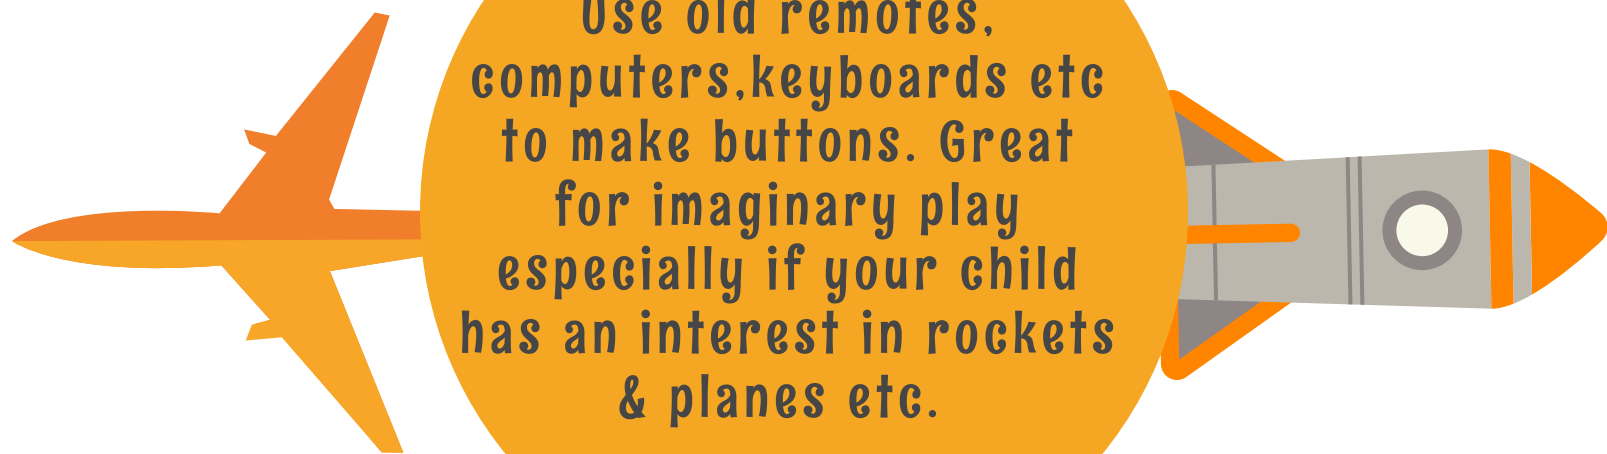 Use old remotes,
computers,keyboards etc
to make buttons. Great
for imaginary play
especially if your child
has an interest in rockets
& planes etc.